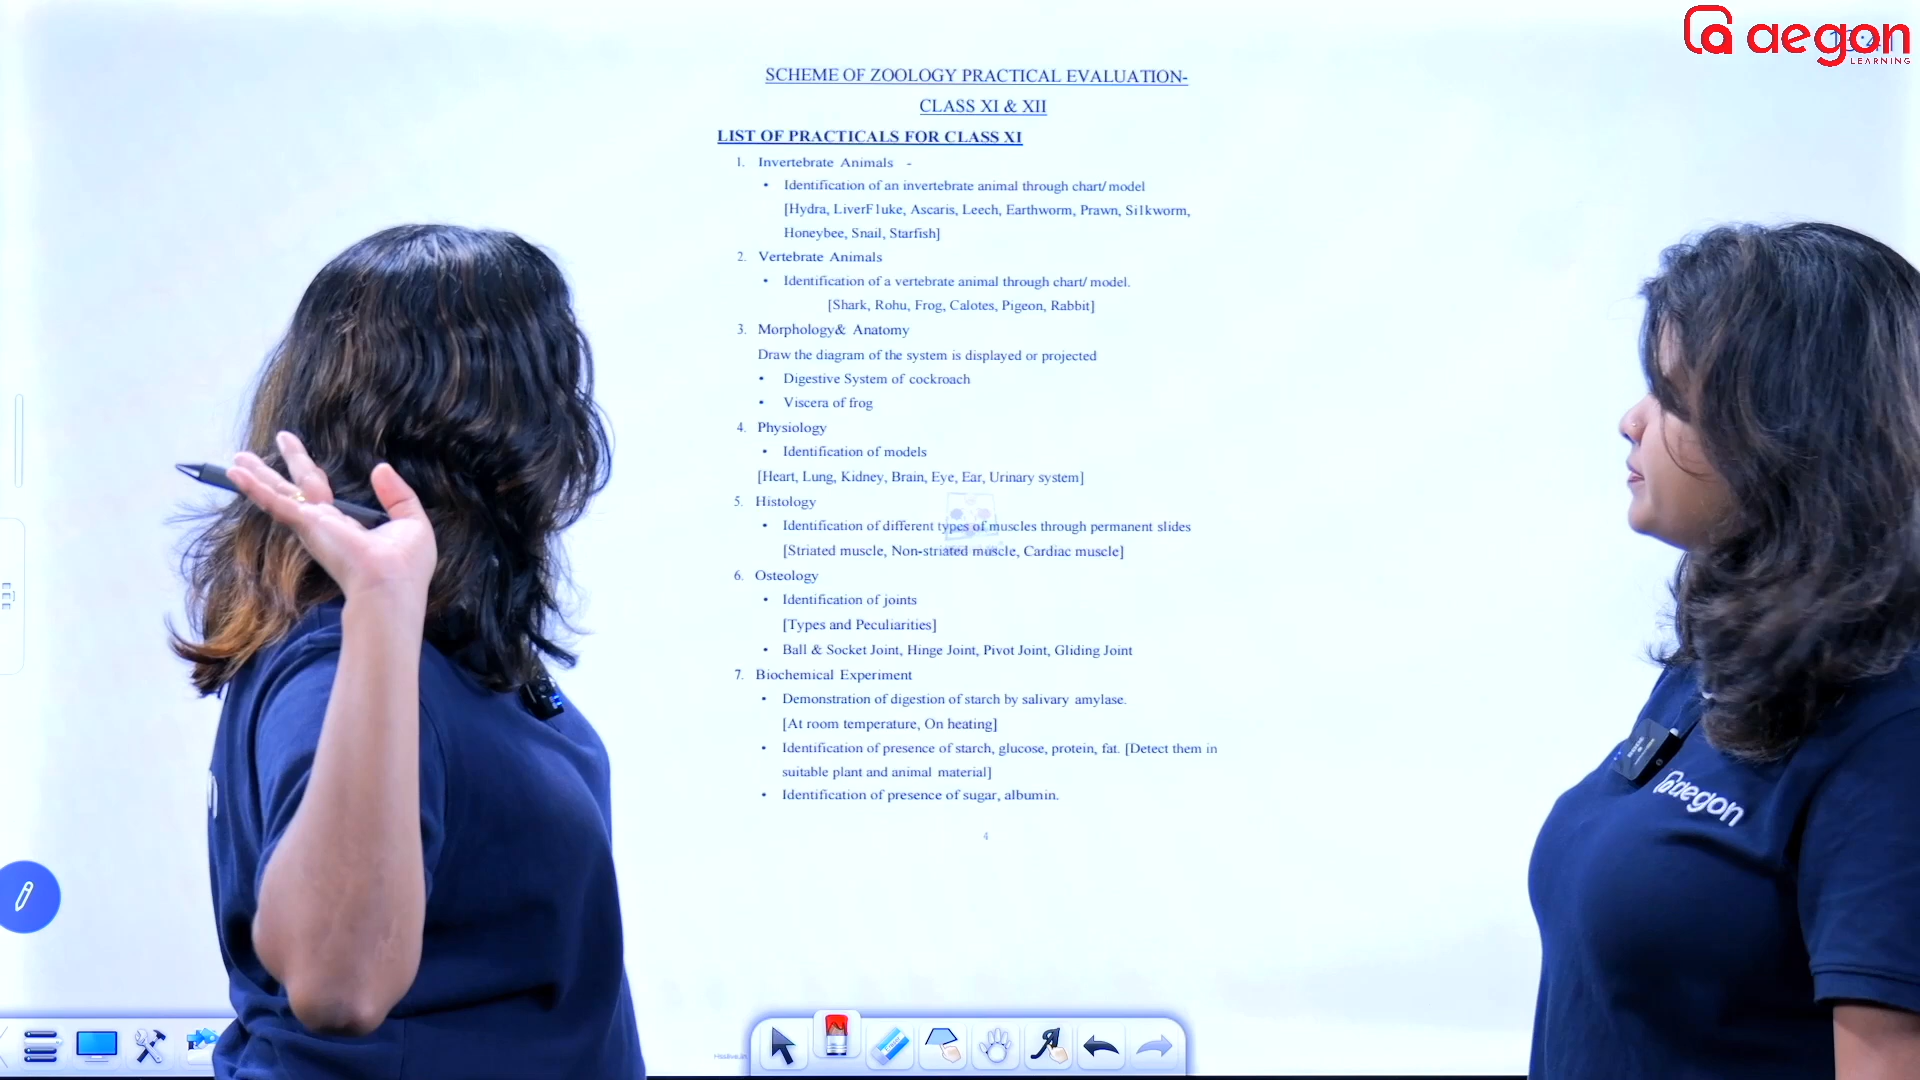 aegon
LEARNING
SCHEME OF ZOOLOGY PRACTICAL EVALUATION-
CLASS XI & XII
LIST OF PRACTICALS FOR CLASS XI
1. Invertebrate Animals -
• Identification of an invertebrate animal through chart/ model
[Hydra, LiverFluke, Ascaris, Leech, Earthworm, Prawn, Silkworm,
Honeybee, Snail, Starfish]
2. Vertebrate Animals
• Identification of a vertebrate animal through chart/ model.
[Shark, Rohu, Frog, Calotes, Pigeon, Rabbit]
3. Morphology& Anatomy
Draw the diagram of the system is displayed or projected
• Digestive System of cockroach
• Viscera of frog
4. Physiology
• Identification of models
[Heart, Lung, Kidney, Brain, Eye, Ear, Urinary system]
5. Histology
• Identification of different types of muscles through permanent slides
[Striated muscle, Non-striated muscle, Cardiac muscle]
6. Osteology
• Identification of joints
[Types and Peculiarities]
• Ball & Socket Joint, Hinge Joint, Pivot Joint, Gliding Joint
7. Biochemical Experiment
• Demonstration of digestion of starch by salivary amylase.
[At room temperature, On heating]
• Identification of presence of starch, glucose, protein, fat. [Detect them in
suitable plant and animal material]
• Identification of presence of sugar, albumin.
4
aegon